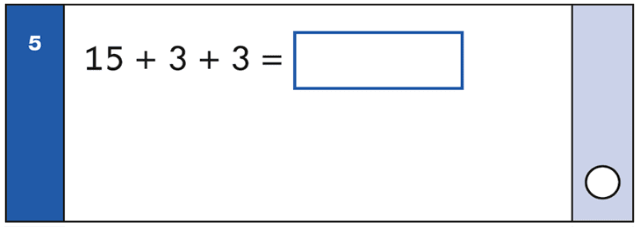 5
15 + 3 + 3 =